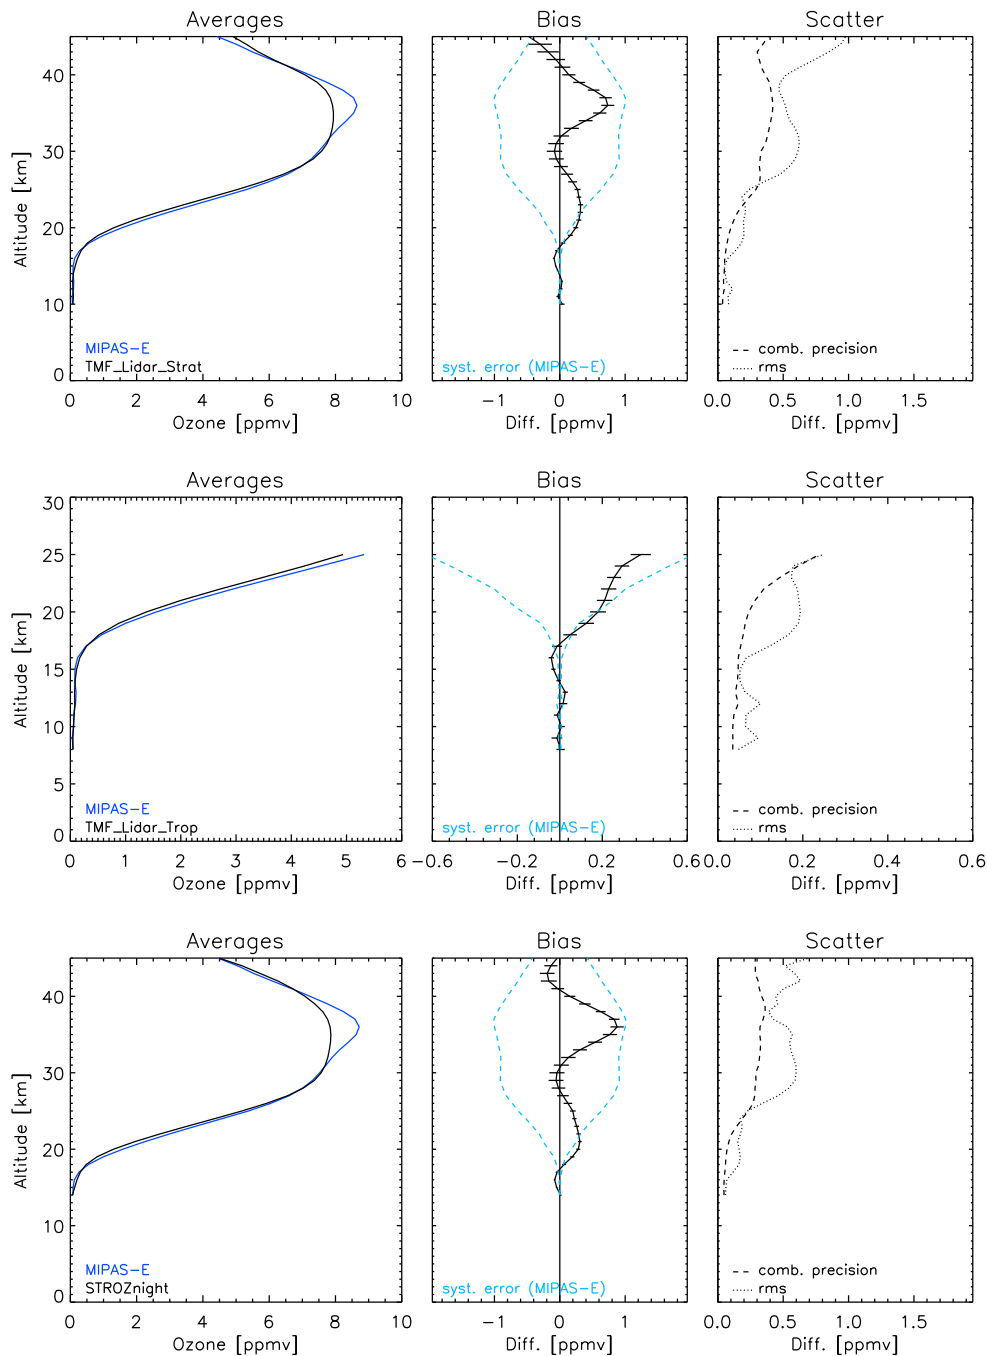 Averages Bias Scatter
40
30
20
10
0
Altitude [km]
MIPAS-E
TMF_Lidar_Strat
syst. error (MIPAS-E)
comb. precision
rms
0 2 4 6 8 10 -1 0 1 0.0 0.5 1.0 1.5
Ozone [ppmv] Diff. [ppmv] Diff. [ppmv]
Averages Bias Scatter
30
25
20
15
10
5
0
Altitude [km]
MIPAS-E
TMF_Lidar_Trop
syst. error (MIPAS-E)
comb. precision
rms
0 1 2 3 4 5 6 -0.6 -0.2 0.2 0.6 0.0 0.2 0.4 0.6
Ozone [ppmv] Diff. [ppmv] Diff. [ppmv]
Averages Bias Scatter
40
30
20
10
0
Altitude [km]
MIPAS-E
STROZnight
syst. error (MIPAS-E)
comb. precision
rms
0 2 4 6 8 10 -1 0 1 0.0 0.5 1.0 1.5
Ozone [ppmv] Diff. [ppmv] Diff. [ppmv]